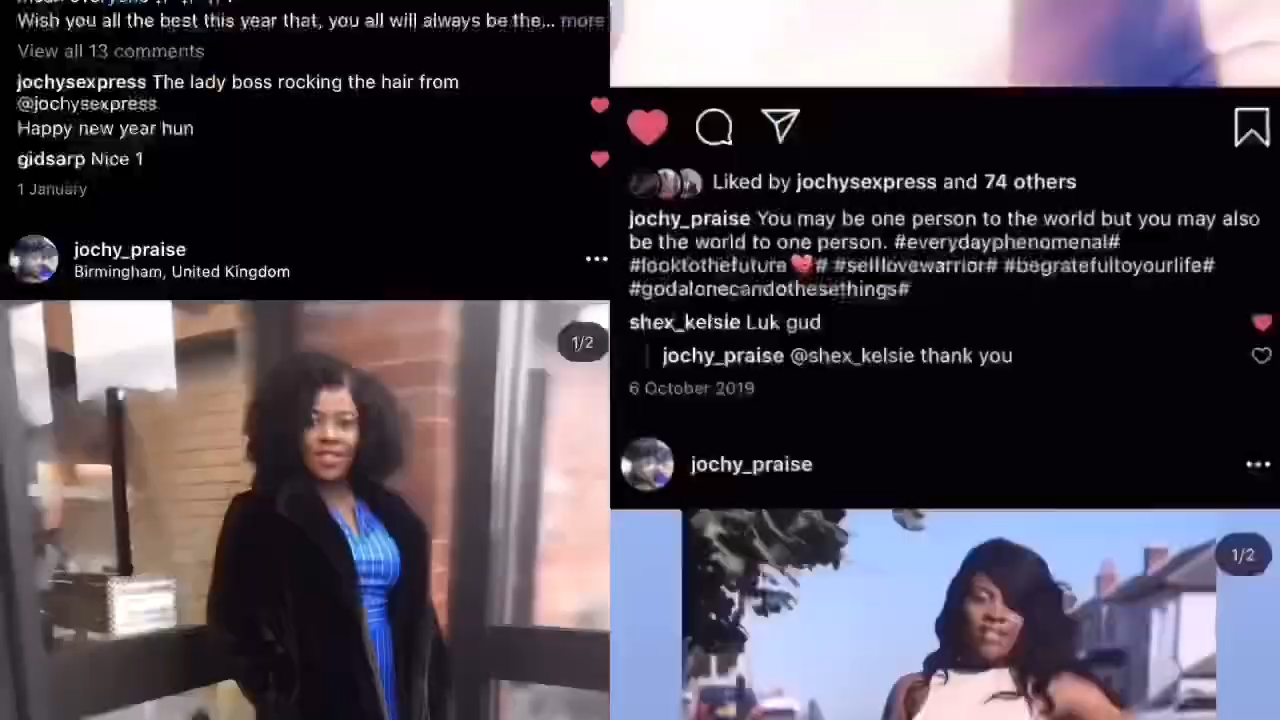 Wish you all the best this year that, you all will always be the... more
View all 13 comments
jochysexpress The lady boss rocking the hair from
@jochysexpress
Happy new year hun
gidsarp Nice 1
1 January
jochy_praise
Birmingham, United Kingdom
1/2
Liked by jochysexpress and 74 others
jochy_praise You may be one person to the world but you may also
be the world to one person. #everydayphenomenal#
#looktothefuture ❤️# #selllovewarrior# #begratefultoyourlife#
#godalonecandothesethings#
shex_kelsie Luk gud
jochy_praise @shex_kelsie thank you
6 October 2019
jochy_praise
1/2